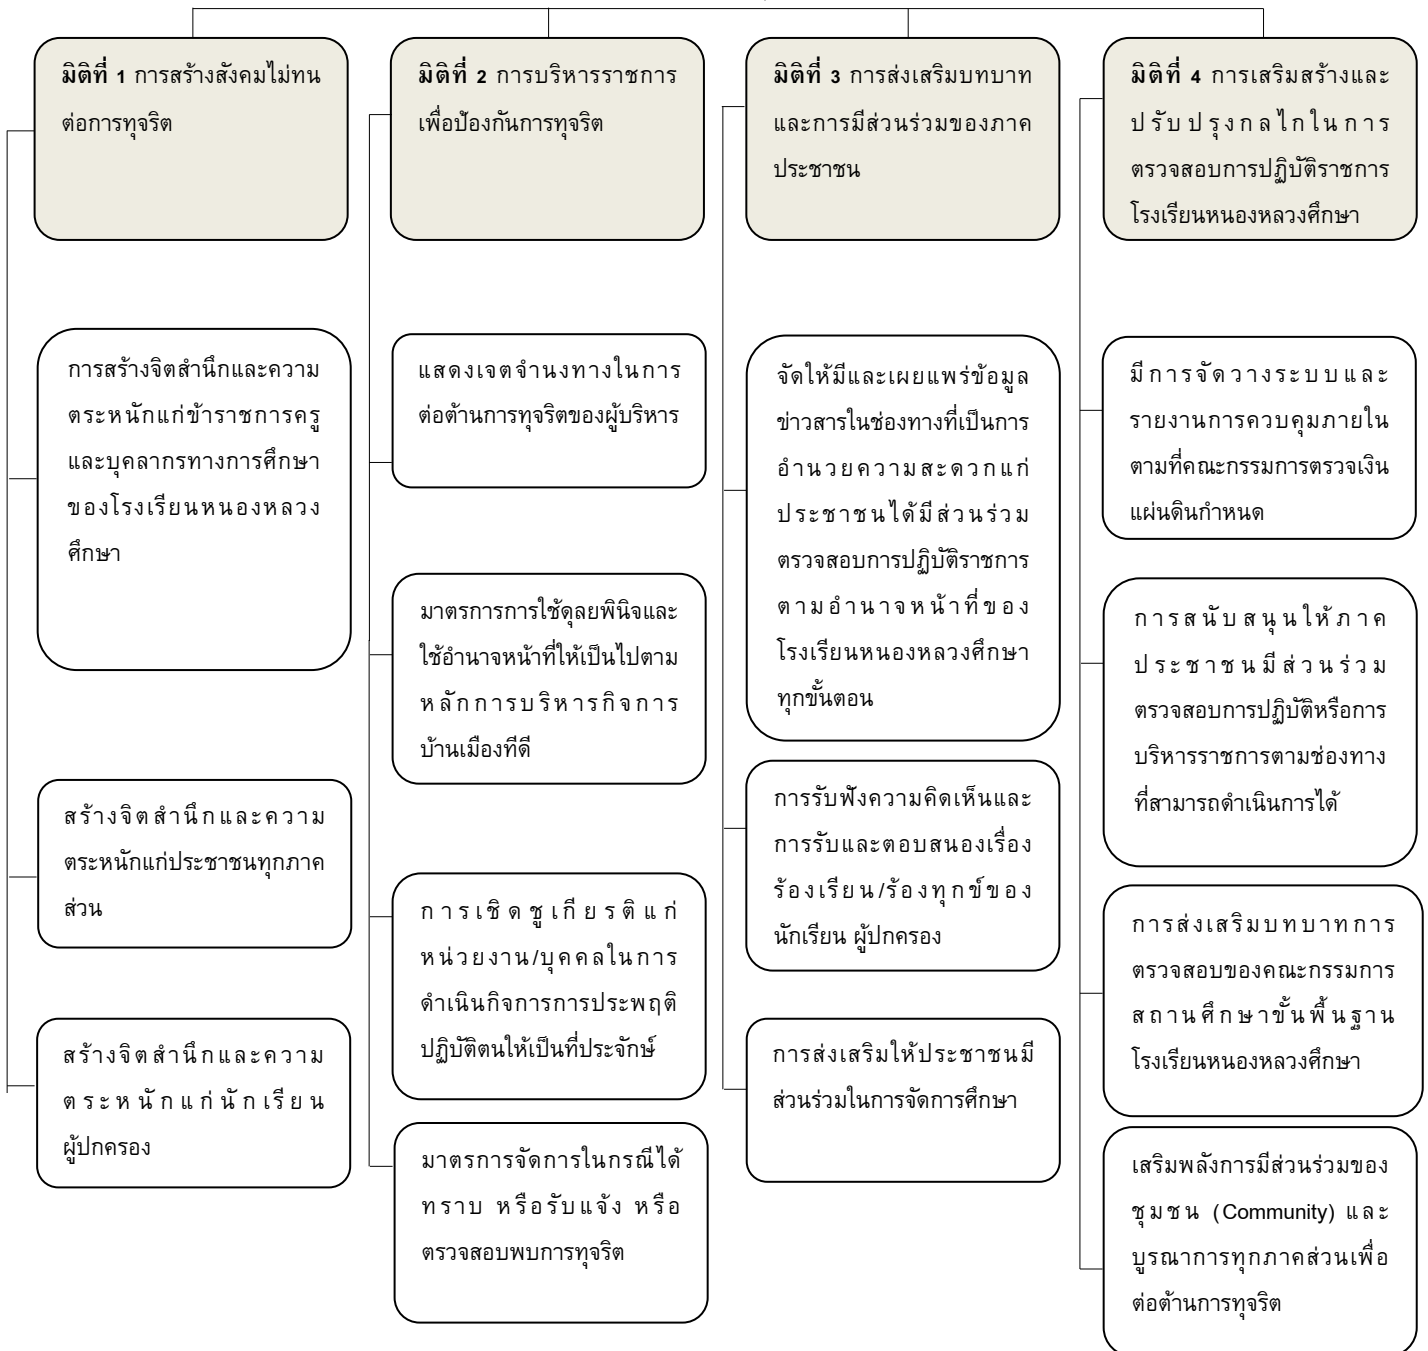 มิติที่ 1 การสร้างสังคมไม่ทน
ต่อการทุจริต
การสร้างจิตสำนึกและความ
ตระหนักแก่ข้าราชการครู
และบุคลากรทางการศึกษา
ของโรงเรียนหนองหลวง
ศึกษา
สร้างจิตสำนึกและความ
ตระหนักแก่ประชาชนทุกภาค
ส่วน
สร้างจิตสำนึกและความ
ตระหนักแก่นักเรียน
ผู้ปกครอง
มิติที่ 2 การบริหารราชการ
เพื่อป้องกันการทุจริต
แสดงเจตจำนงทางในการ
ต่อต้านการทุจริตของผู้บริหาร
มาตรการการใช้ดุลยพินิจและ
ใช้อำนาจหน้าที่ให้เป็นไปตาม
หลักการบริหารกิจการ
บ้านเมืองทีดี
การเชิดชูเกียรติแก่
หน่วยงาน/บุคคลในการ
ดำเนินกิจการการประพฤติ
ปฏิบัติตนให้เป็นที่ประจักษ์
มาตรการจัดการในกรณีได้
ทราบ หรือรับแจ้ง หรือ
ตรวจสอบพบการทุจริต
มิติที่ 3 การส่งเสริมบทบาท
และการมีส่วนร่วมของภาค
ประชาชน
จัดให้มีและเผยแพร่ข้อมูล
ข่าวสารในช่องทางที่เป็นการ
อำนวยความสะดวกแก่
ประชาชนได้มีส่วนร่วม
ตรวจสอบการปฏิบัติราชการ
ตามอำนาจหน้าที่ของ
โรงเรียนหนองหลวงศึกษา
ทุกขั้นตอน
การรับฟังความคิดเห็นและ
การรับและตอบสนองเรื่อง
ร้องเรียน/ร้องทุกข์ของ
นักเรียน ผู้ปกครอง
การส่งเสริมให้ประชาชนมี
ส่วนร่วมในการจัดการศึกษา
มิติที่ 4 การเสริมสร้างและ
ปรับปรุงกลไกในการ
ตรวจสอบการปฏิบัติราชการ
โรงเรียนหนองหลวงศึกษา
มีการจัดวางระบบและ
รายงานการควบคุมภายใน
ตามที่คณะกรรมการตรวจเงิน
แผ่นดินกำหนด
การสนับสนุนให้ภาค
ประชาชนมีส่วนร่วม
ตรวจสอบการปฏิบัติหรือการ
บริหารราชการตามช่องทาง
ที่สามารถดำเนินการได้
การส่งเสริมบทบาทการ
ตรวจสอบของคณะกรรมการ
สถานศึกษาขั้นพื้นฐาน
โรงเรียนหนองหลวงศึกษา
เสริมพลังการมีส่วนร่วมของ
ชุมชน (Community) และ
บูรณาการทุกภาคส่วนเพื่อ
ต่อต้านการทุจริต